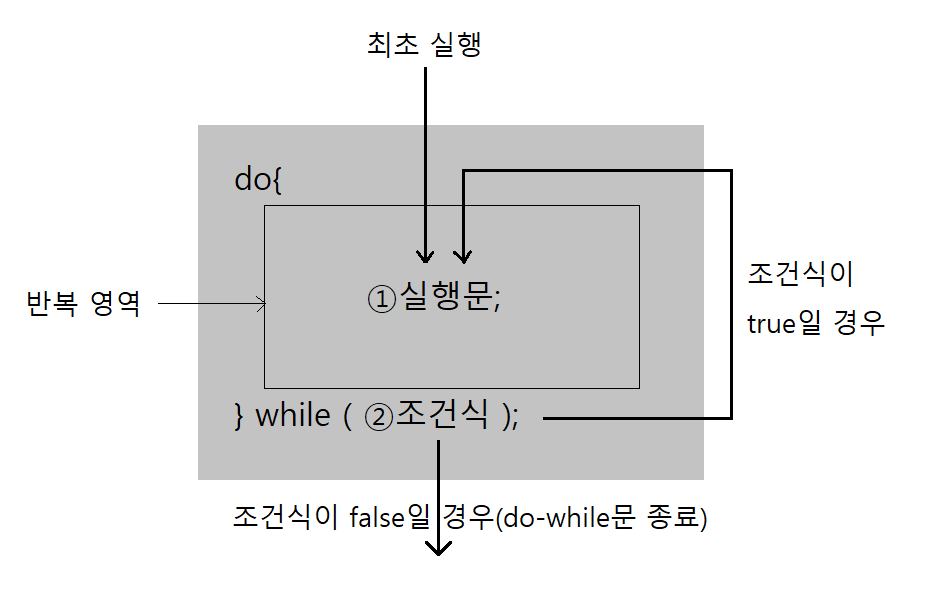 최초 실행
do{
①실행문;
반복 영역
조건식이
true일 경우
} while ( ②조건식 );
조건식이 false일 경우(do-while문 종료)